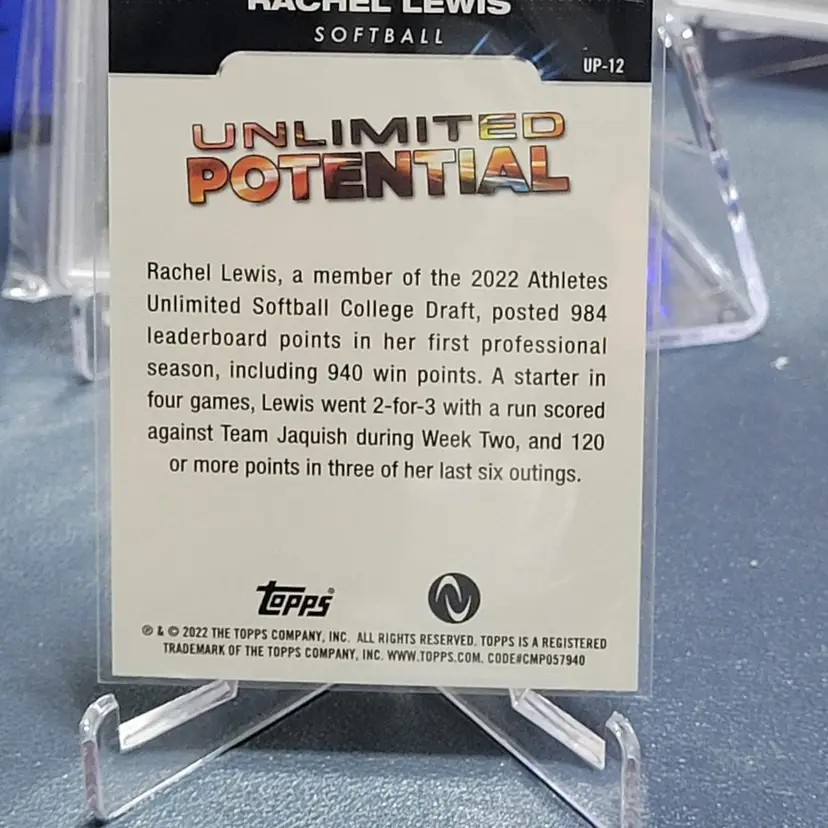 RACHEL LEWIS
SOFTBALL
UP-12
UNLIMITED
POTENTIAL
Rachel Lewis, a member of the 2022 Athletes
Unlimited Softball College Draft, posted 984
leaderboard points in her first professional
season, including 940 win points. A starter in
four games, Lewis went 2-for-3 with a run scored
against Team Jaquish during Week Two, and 120
or more points in three of her last six outings.
Topps®
℗ & © 2022 THE TOPPS COMPANY, INC. ALL RIGHTS RESERVED. TOPPS IS A REGISTERED
TRADEMARK OF THE TOPPS COMPANY, INC. WWW.TOPPS.COM. CODE#CMP057940